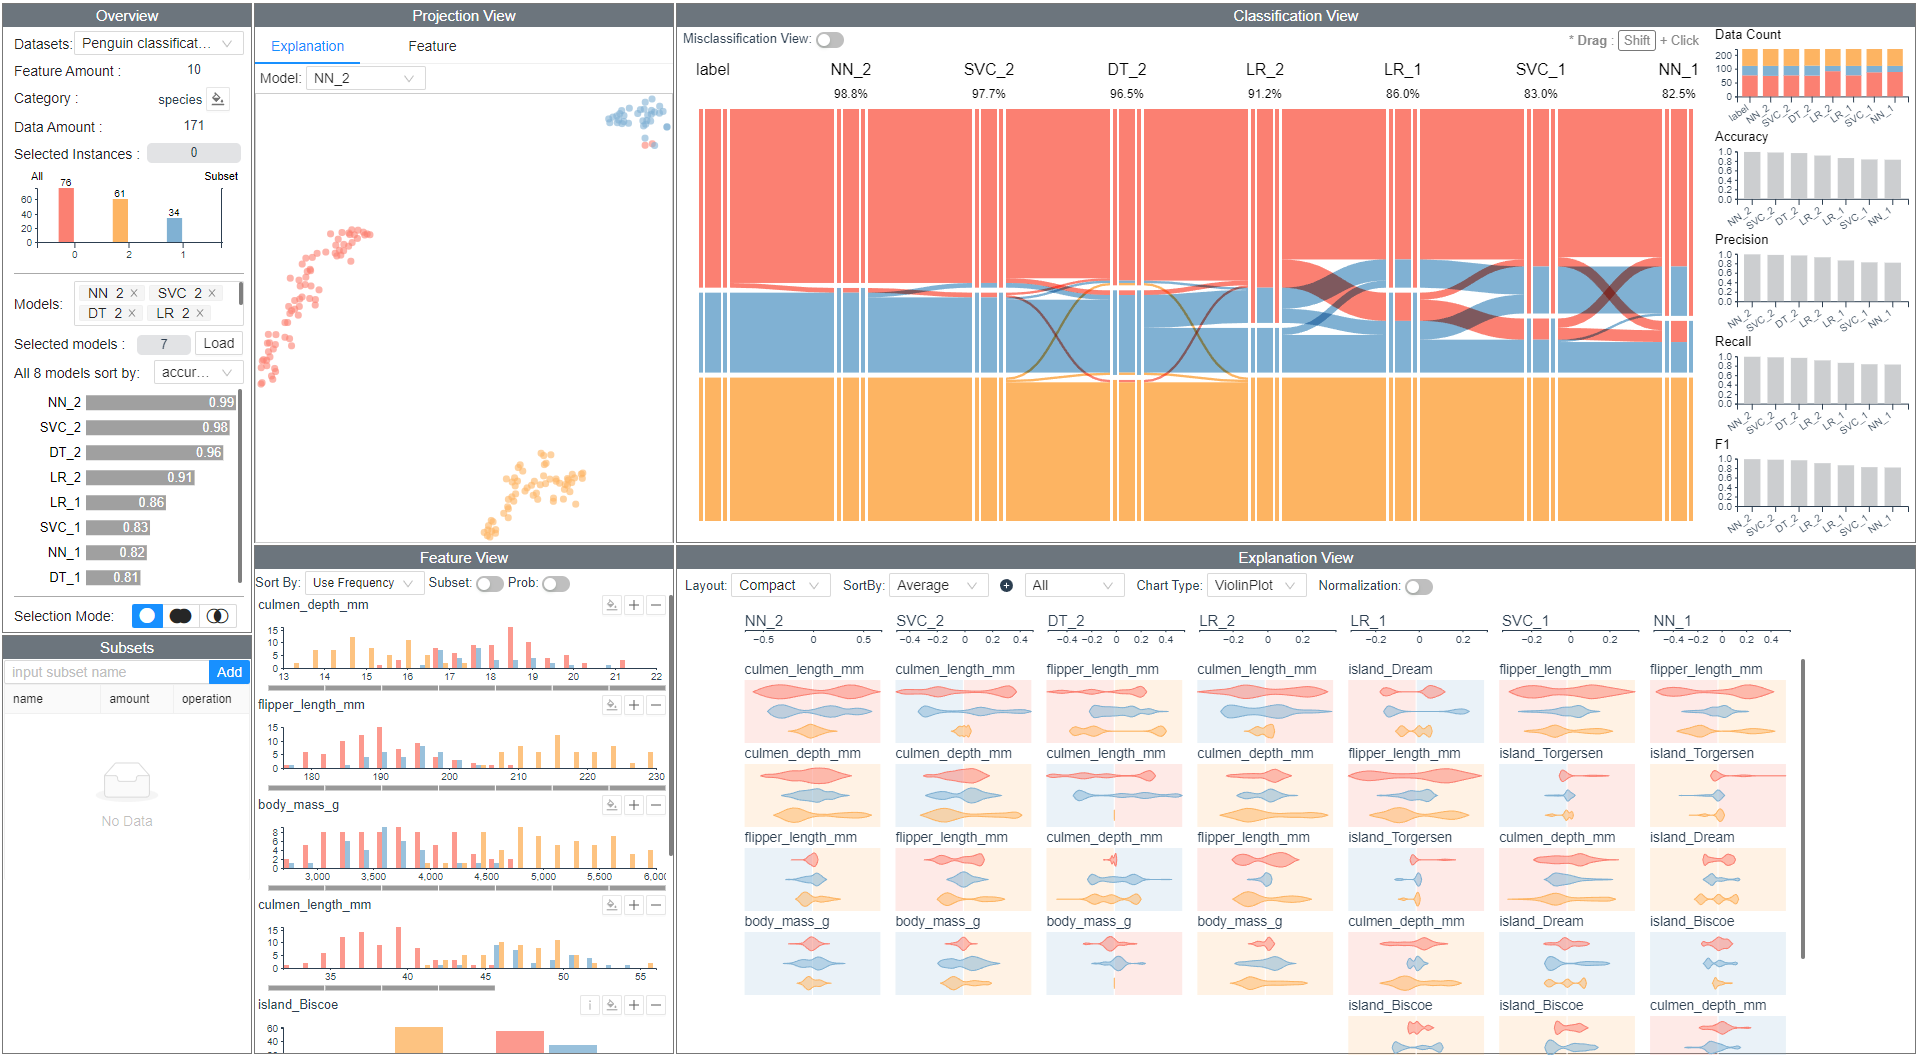 Overview
Datasets: Penguin classificat...
Feature Amount : 10
Category : species
Data Amount : 171
Selected Instances : 0
All Subset
76
61
34
60
40
20
0
0 2 1
Models: NN_2 × SVC_2 ×
DT_2 × LR_2 ×
Selected models : 7 Load
All 8 models sort by: accur...
NN_2 0.99
SVC_2 0.98
DT_2 0.96
LR_2 0.91
LR_1 0.86
SVC_1 0.83
NN_1 0.82
DT_1 0.81
Selection Mode:
Subsets
input subset name Add
name amount operation
No Data
Projection View
Explanation Feature
Model: NN_2
Feature View
Sort By: Use Frequency Subset: Prob:
culmen_depth_mm
15
10
5
0
13 14 15 16 17 18 19 20 21 22
flipper_length_mm
15
10
5
0
180 190 200 210 220 230
body_mass_g
8
6
4
2
0
3,000 3,500 4,000 4,500 5,000 5,500 6,000
culmen_length_mm
15
10
5
0
35 40 45 50 55
island_Biscoe
60
40
20
Classification View
Misclassification View: * Drag : Shift + Click
label NN_2 SVC_2 DT_2 LR_2 LR_1 SVC_1 NN_1
98.8% 97.7% 96.5% 91.2% 86.0% 83.0% 82.5%
Data Count
200
100
50
0
label NN_2 SVC_2 DT_2 LR_2 LR_1 SVC_1 NN_1
Accuracy
1.0
0.8
0.6
0.4
0.2
0.0
NN_2 SVC_2 DT_2 LR_2 LR_1 SVC_1 NN_1
Precision
1.0
0.8
0.6
0.4
0.2
0.0
NN_2 SVC_2 DT_2 LR_2 LR_1 SVC_1 NN_1
Recall
1.0
0.8
0.6
0.4
0.2
0.0
NN_2 SVC_2 DT_2 LR_2 LR_1 SVC_1 NN_1
F1
1.0
0.8
0.6
0.4
0.2
0.0
NN_2 SVC_2 DT_2 LR_2 LR_1 SVC_1 NN_1
Explanation View
Layout: Compact SortBy: Average All Chart Type: ViolinPlot Normalization:
NN_2 SVC_2 DT_2 LR_2 LR_1 SVC_1 NN_1
−0.5 0 0.5 −0.4 −0.2 0 0.2 0.4 −0.4 −0.2 0 0.2 0.4 −0.2 0 0.2 −0.2 0 0.2 −0.2 0 0.2 −0.4 −0.2 0 0.2 0.4
culmen_length_mm culmen_length_mm flipper_length_mm culmen_length_mm island_Dream flipper_length_mm flipper_length_mm
culmen_depth_mm culmen_depth_mm culmen_length_mm culmen_depth_mm flipper_length_mm island_Torgersen island_Torgersen
flipper_length_mm flipper_length_mm culmen_depth_mm flipper_length_mm island_Torgersen culmen_depth_mm island_Dream
body_mass_g body_mass_g body_mass_g body_mass_g culmen_depth_mm island_Dream island_Biscoe
island_Biscoe island_Biscoe culmen_depth_mm